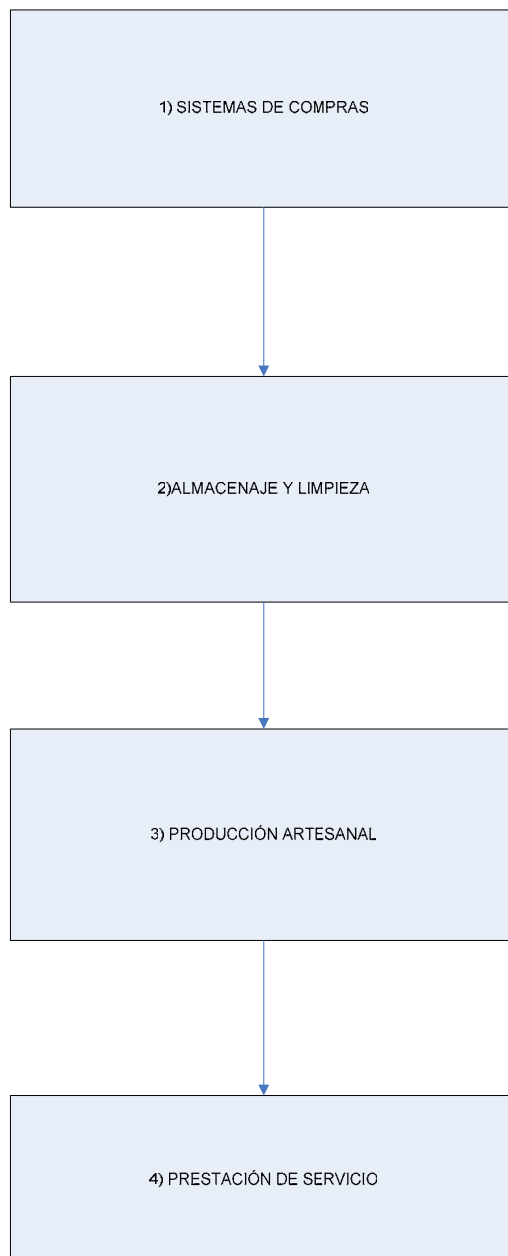 1) SISTEMAS DE COMPRAS
2)ALMACENAJE Y LIMPIEZA
3) PRODUCCIÓN ARTESANAL
4) PRESTACIÓN DE SERVICIO